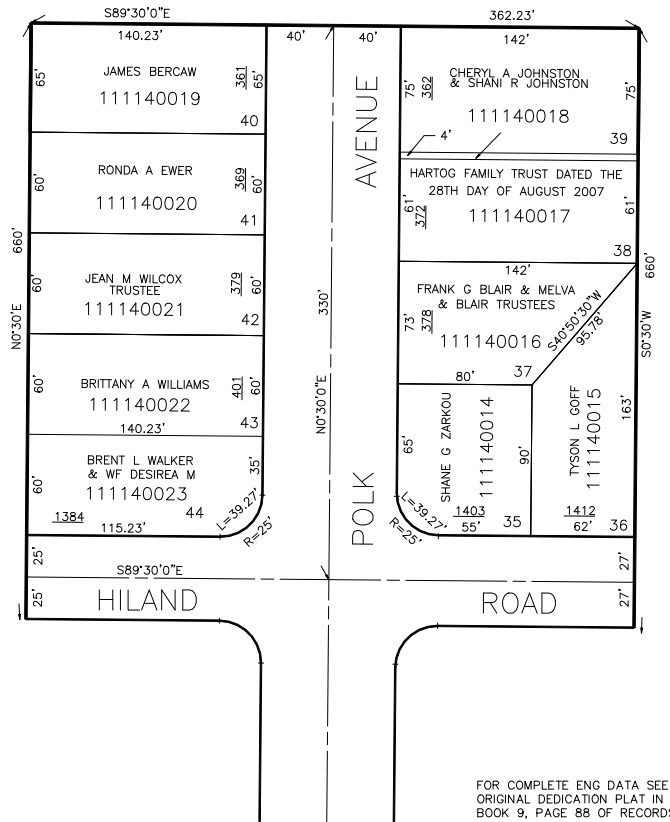 S89°30'0"E
362.23'
140.23'
40'
40'
142'
65'
JAMES BERCAW
111140019
361
65'
40
AVENUE
75'
362
CHERYL A JOHNSTON
& SHANI R JOHNSTON
111140018
75'
39
4'
60'
RONDA A EWER
111140020
369
60'
41
HARTOG FAMILY TRUST DATED THE
28TH DAY OF AUGUST 2007
61'
372
111140017
61'
38
660'
N0°30'E
60'
JEAN M WILCOX
TRUSTEE
111140021
379
60'
42
330'
N0°30'0"E
142'
660'
S0°30'W
FRANK G BLAIR & MELVA
& BLAIR TRUSTEES
73'
378
111140016
S40°50'30"W
95.78'
37
80'
60'
BRITTANY A WILLIAMS
111140022
401
60'
140.23'
43
65'
SHANE G ZARKOU
111140014
90'
TYSON L GOFF
111140015
163'
60'
BRENT L WALKER
& WF DESIREA M
111140023
35'
1384
44
115.23'
L=39.27'
R=25'
POLK
L=39.27'
R=25'
1403
55'
35
1412
62'
36
25'
27'
S89°30'0"E
25'
HILAND
ROAD
27'
FOR COMPLETE ENG DATA SEE
ORIGINAL DEDICATION PLAT IN
BOOK 9, PAGE 88 OF RECORDS